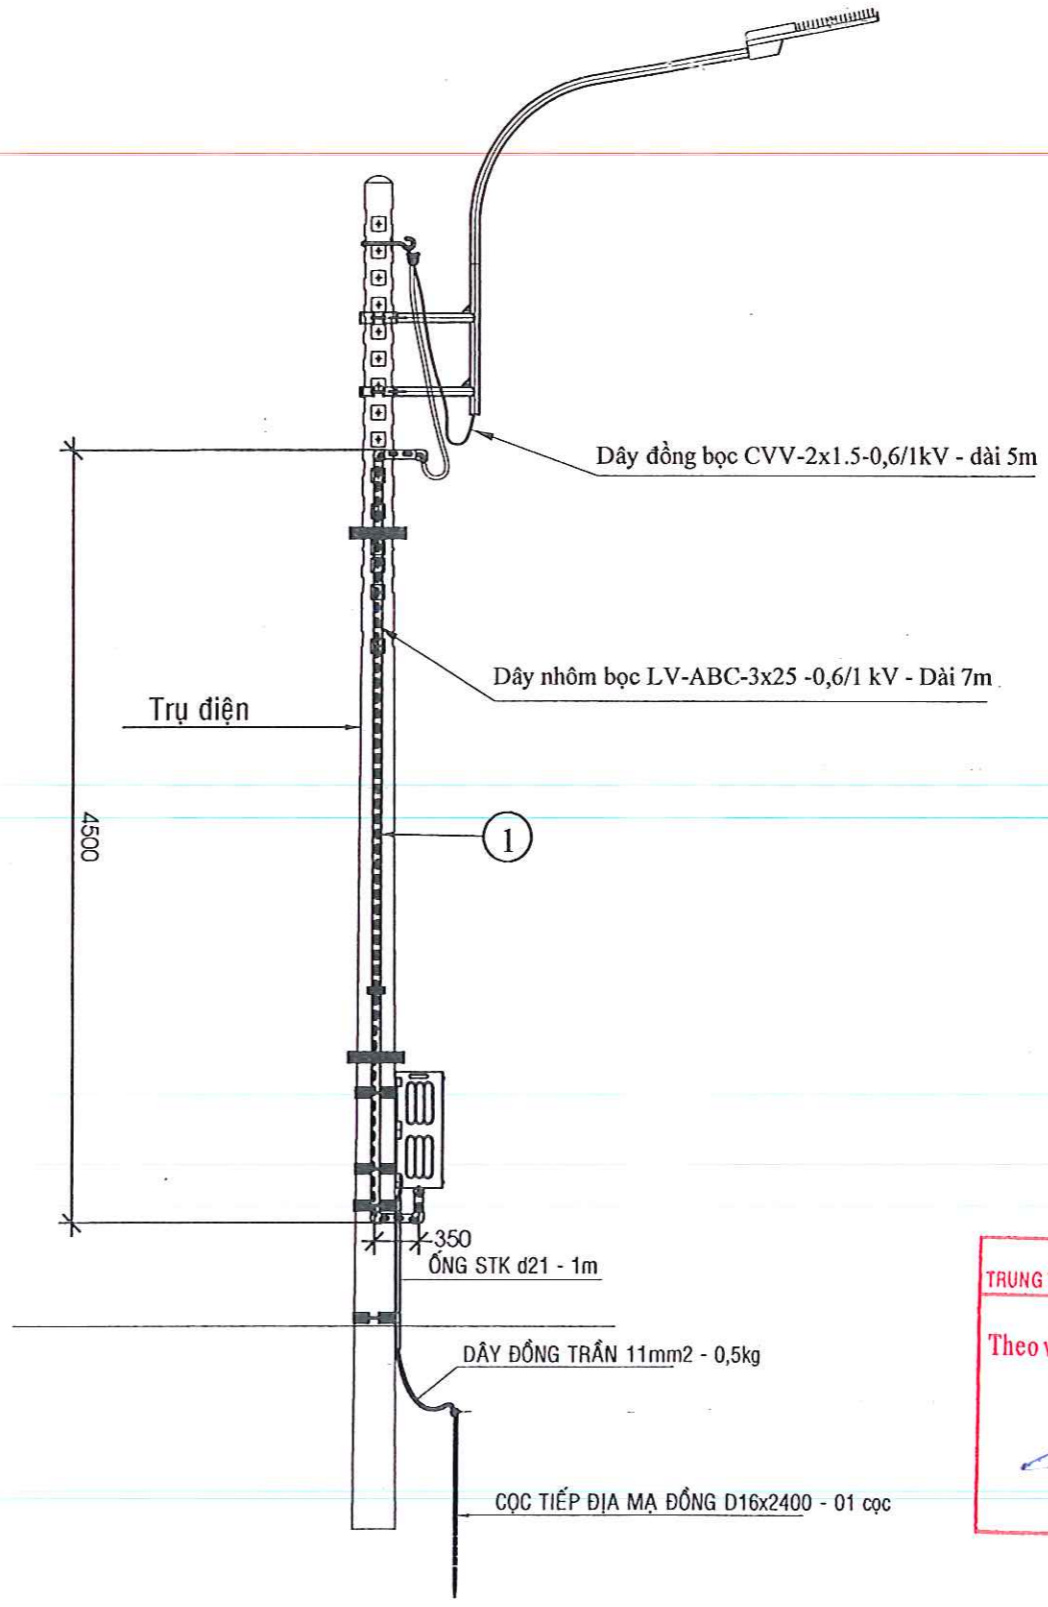 Dây đồng bọc CVV-2x1.5-0,6/1kV - dài 5m
Dây nhôm bọc LV-ABC-3x25 -0,6/1 kV - Dài 7m
Trụ điện
4500
1
350
ỐNG STK d21 - 1m
TRUNG
Theo
DÂY ĐỒNG TRẦN 11mm2 - 0,5kg
CỌC TIẾP ĐỊA MẠ ĐỒNG D16x2400 - 01 cọc